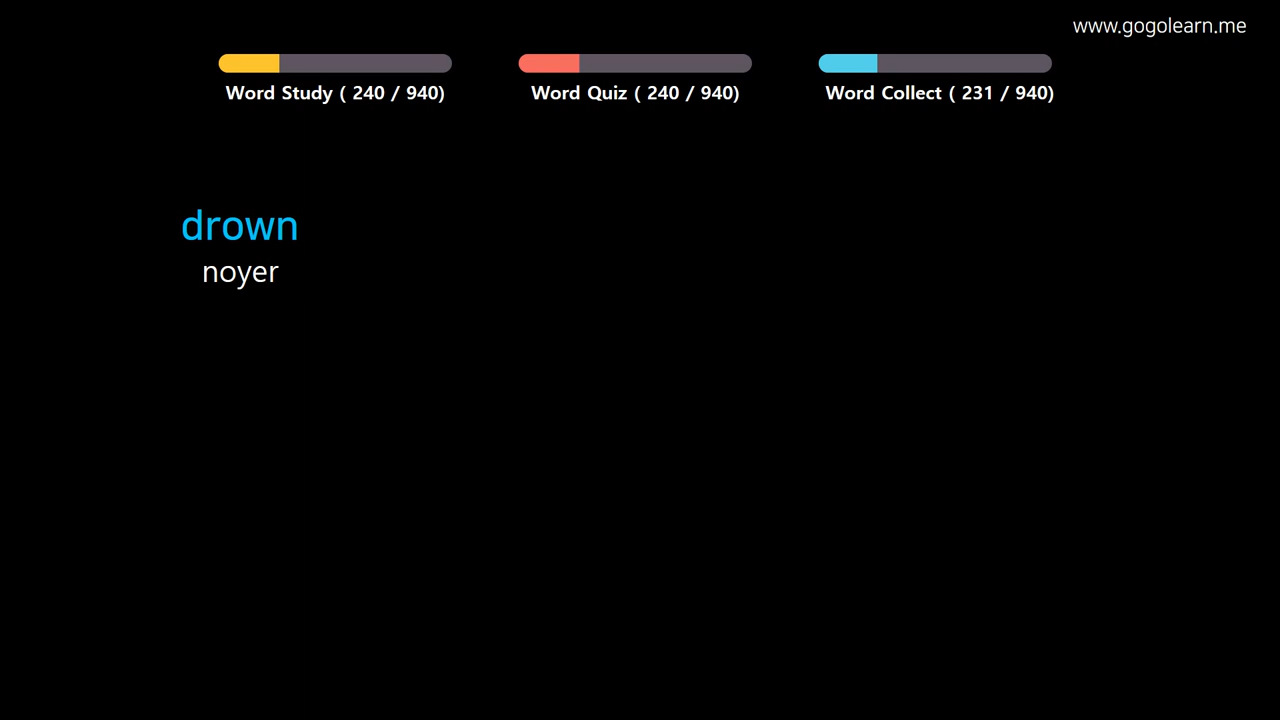 www.gogolearn.me
Word Study ( 240 / 940)
Word Quiz ( 240 / 940)
Word Collect ( 231 / 940)
drown
noyer